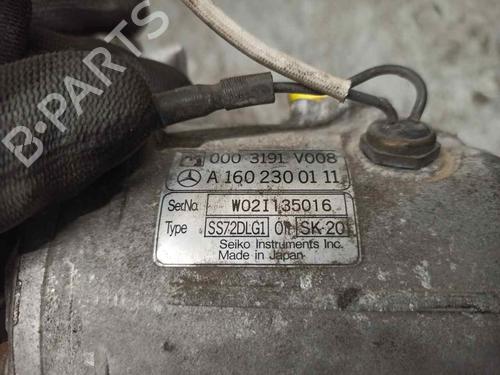 B-PARTS
000 3191 V008
A 160 230 01 11
Ser.No. W02I135016
Type SS72DLG1 Oil SK-20
Seiko Instruments Inc.
Made in Japan